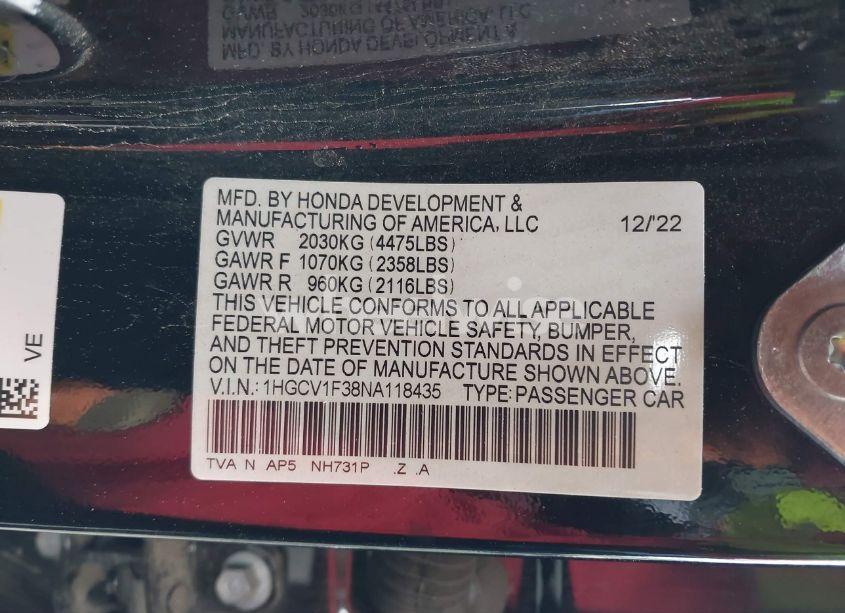 MFD. BY HONDA DEVELOPMENT &
MANUFACTURING OF AMERICA, LLC 12/'22
GVWR 2030KG (4475LBS)
GAWR F 1070KG (2358LBS)
GAWR R 960KG (2116LBS)
THIS VEHICLE CONFORMS TO ALL APPLICABLE
FEDERAL MOTOR VEHICLE SAFETY, BUMPER,
AND THEFT PREVENTION STANDARDS IN EFFECT
ON THE DATE OF MANUFACTURE SHOWN ABOVE.
V.I.N.: 1HGCV1F38NA118435 TYPE: PASSENGER CAR
TVA N AP5 NH731P .Z .A
VE